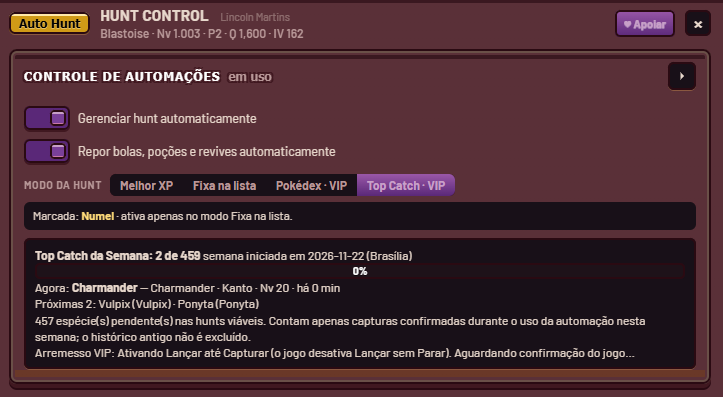 Auto Hunt
HUNT CONTROL Lincoln Martins
Blastoise · Nv 1.003 · P2 · Q 1,600 · IV 162
♥ Apoiar
×
CONTROLE DE AUTOMAÇÕES em uso
Gerenciar hunt automaticamente
Repor bolas, poções e revives automaticamente
MODO DA HUNT Melhor XP Fixa na lista Pokédex · VIP Top Catch · VIP
Marcada: Numel · ativa apenas no modo Fixa na lista.
Top Catch da Semana: 2 de 459 semana iniciada em 2026-11-22 (Brasília)
0%
Agora: Charmander — Charmander · Kanto · Nv 20 · há 0 min
Próximas 2: Vulpix (Vulpix) · Ponyta (Ponyta)
457 espécie(s) pendente(s) nas hunts viáveis. Contam apenas capturas confirmadas durante o uso da automação nesta
semana; o histórico antigo não é excluído.
Arremesso VIP: Ativando Lançar até Capturar (o jogo desativa Lançar sem Parar). Aguardando confirmação do jogo...